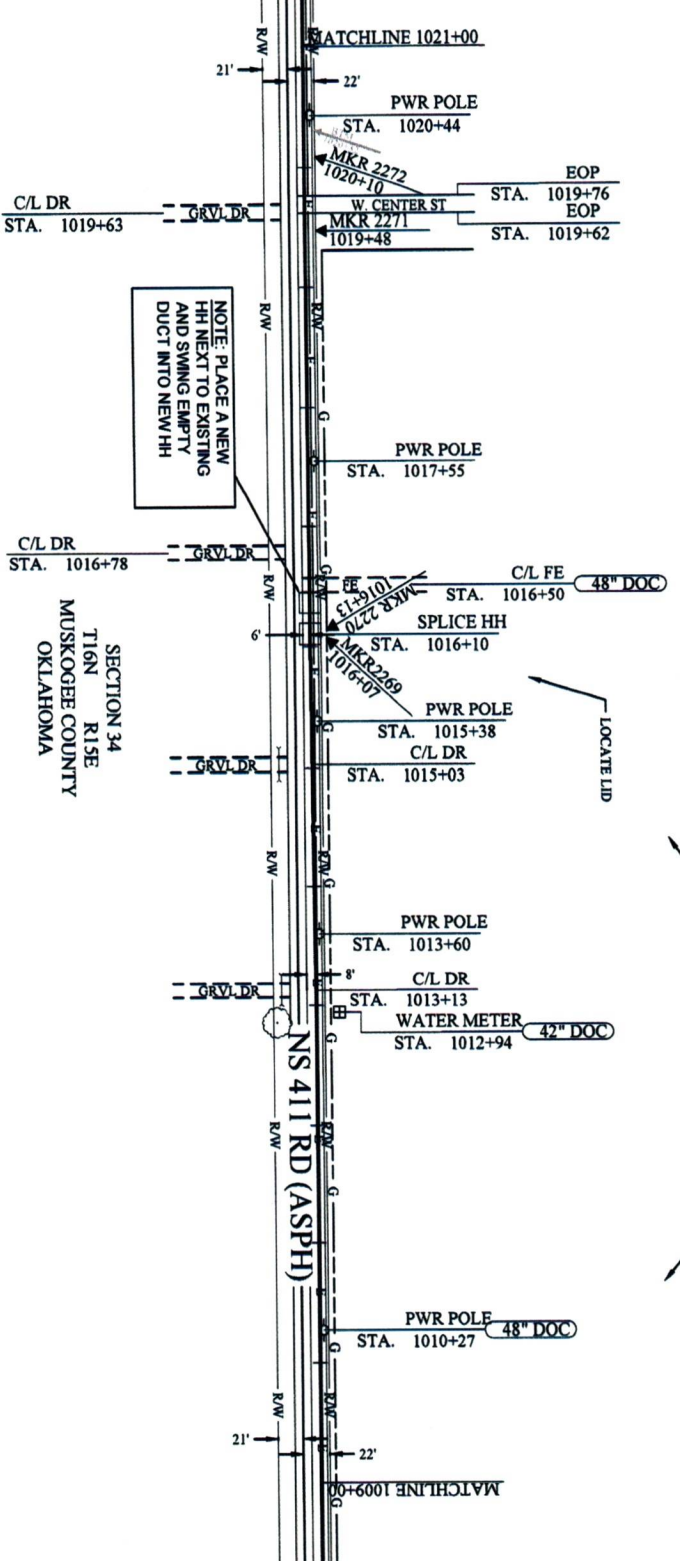 R/W
R/W
MATCHLINE 1021+00
21'
22'
PWR POLE
STA. 1020+44
MKR 2272
1020+10
EOP
STA. 1019+76
W. CENTER ST
EOP
STA. 1019+62
C/L DR
STA. 1019+63
GRVL DR
MKR 2271
1019+48
R/W
R/W
E
E
G
NOTE: PLACE A NEW
HH NEXT TO EXISTING
AND SWING EMPTY
DUCT INTO NEW HH
PWR POLE
STA. 1017+55
E
C/L DR
STA. 1016+78
GRVL DR
G
R/W
R/W
FE
C/L FE
STA. 1016+50
48" DOC
MKR 2270
1016+13
SPLICE HH
STA. 1016+10
6'
MKR2269
1016+07
SECTION 34
T16N R15E
MUSKOGEE COUNTY
OKLAHOMA
LOCATE LID
E
PWR POLE
STA. 1015+38
G
C/L DR
STA. 1015+03
GRVL DR
E
R/W
R/W
G
PWR POLE
STA. 1013+60
8'
C/L DR
STA. 1013+13
GRVL DR
E
WATER METER
STA. 1012+94
42" DOC
G
NS 411 RD (ASPH)
R/W
R/W
G
E
PWR POLE
STA. 1010+27
48" DOC
G
R/W
R/W
21'
22'
E
MATCHLINE 1009+00
G